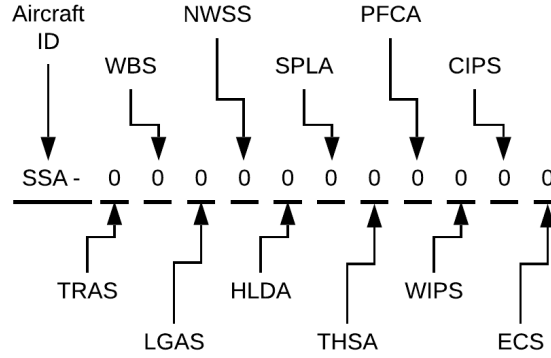 Aircraft
ID
NWSS
PFCA
WBS
SPLA
CIPS
SSA - 0 0 0 0 0 0 0 0 0 0 0
TRAS
HLDA
WIPS
LGAS
THSA
ECS